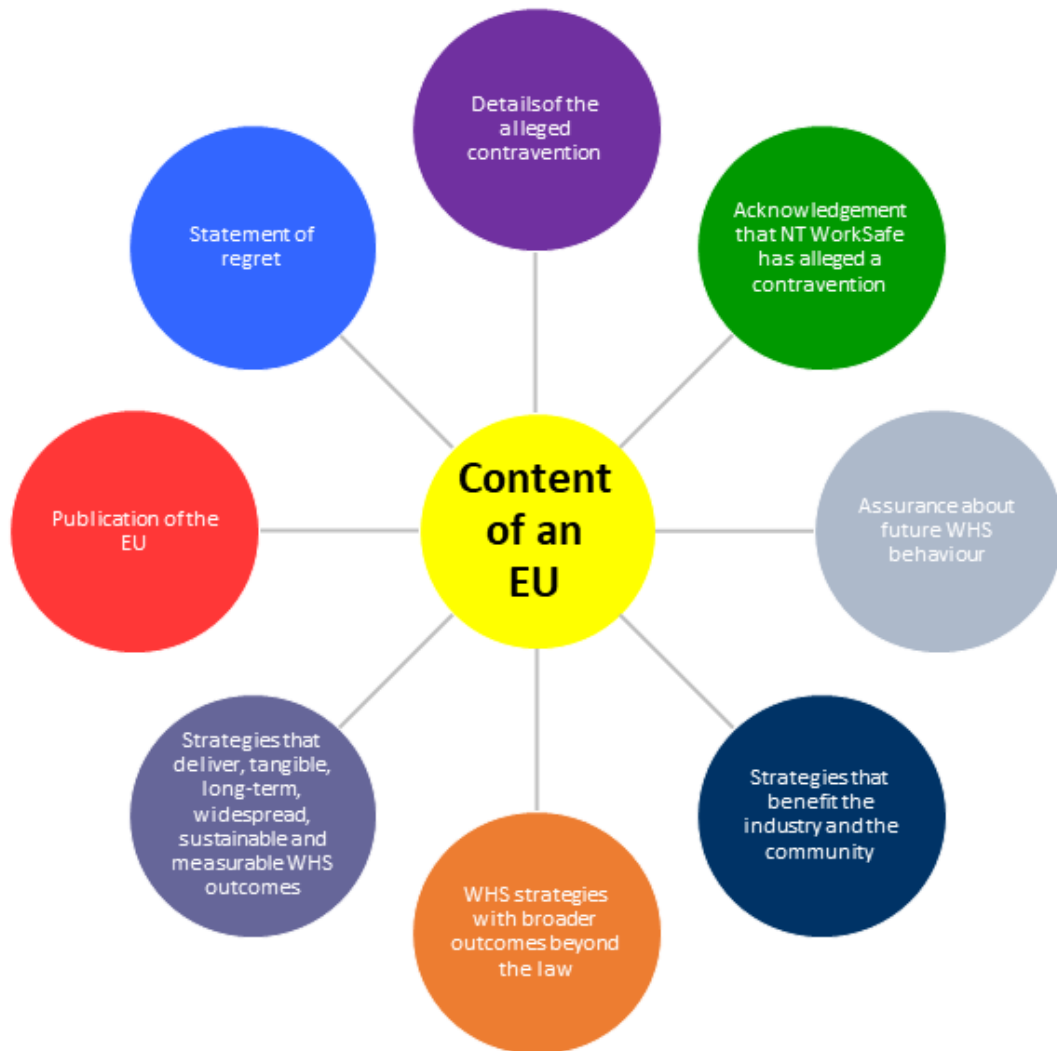 Details of the
alleged
contravention
Acknowledgement
that NT WorkSafe
has alleged a
contravention
Assurance about
future WHS
behaviour
Strategies that
benefit the
industry and the
community
WHS strategies
with broader
outcomes beyond
the law
Strategies that
deliver, tangible,
long-term,
widespread,
sustainable and
measurable WHS
outcomes
Publication of the
EU
Statement of
regret
Content
of an
EU